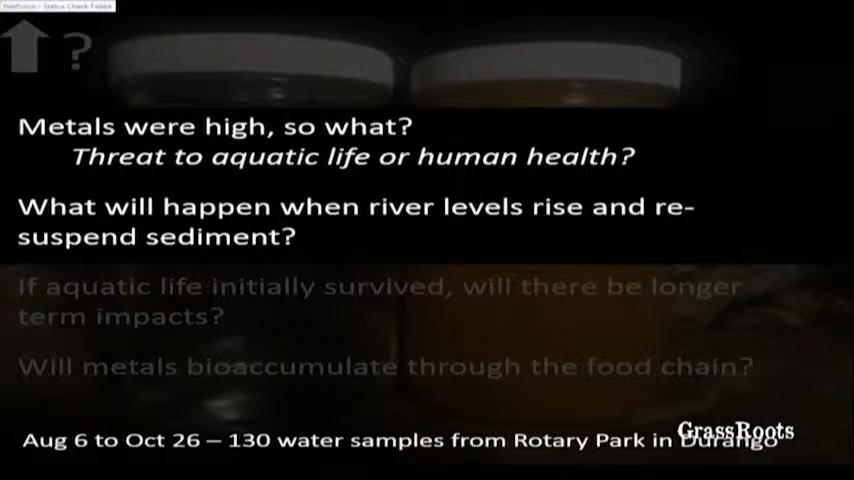 ?
Metals were high, so what?
Threat to aquatic life or human health?
What will happen when river levels rise and re-
suspend sediment?
If aquatic life initially survived, will there be longer
term impacts?
Will metals bioaccumulate through the food chain?
GrassRoots
Aug 6 to Oct 26 – 130 water samples from Rotary Park in Durango